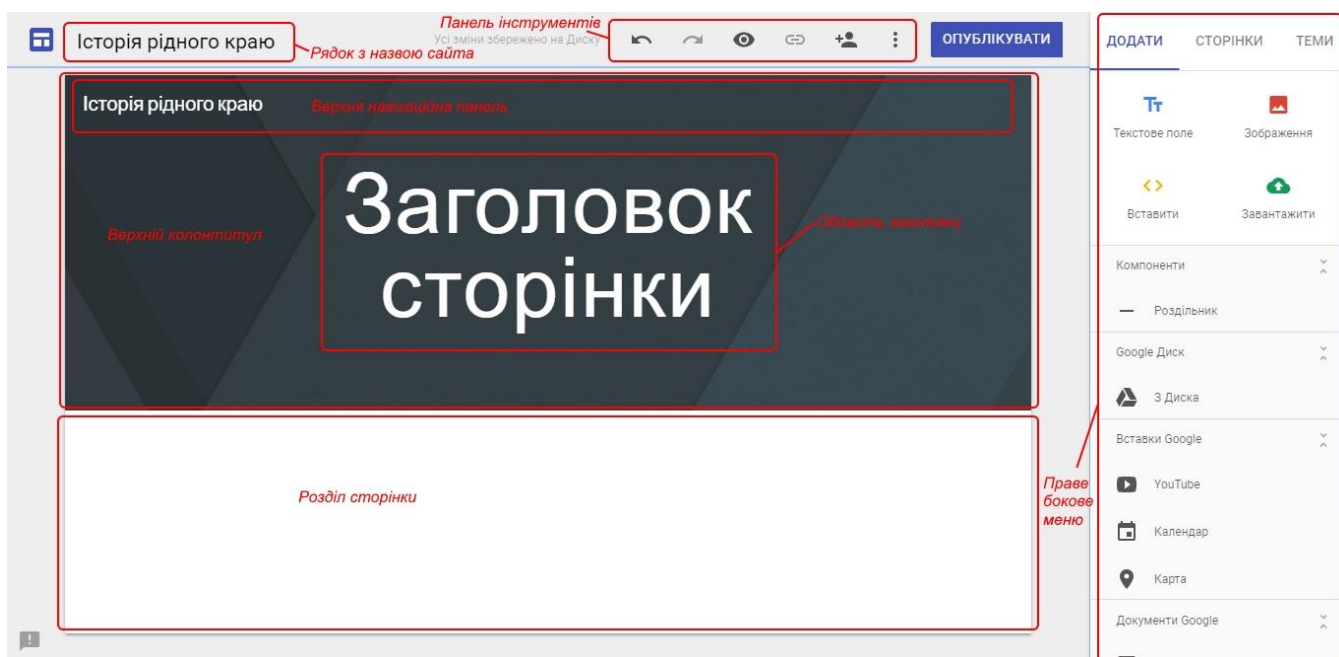 Історія рідного краю
Рядок з назвою сайта
Панель інструментів
Усі зміни збережено на Диску
ОПУБЛІКУВАТИ
ДОДАТИ СТОРІНКИ ТЕМИ
Історія рідного краю
Верхня навігаційна панель
Верхній колонтитул
Заголовок
сторінки
Область заголовку
Розділ сторінки
Праве
бокове
меню
Тт
Текстове поле Зображення
Вставити Завантажити
Компоненти
Роздільник
Google Диск
З Диска
Вставки Google
YouTube
Календар
Карта
Документи Google